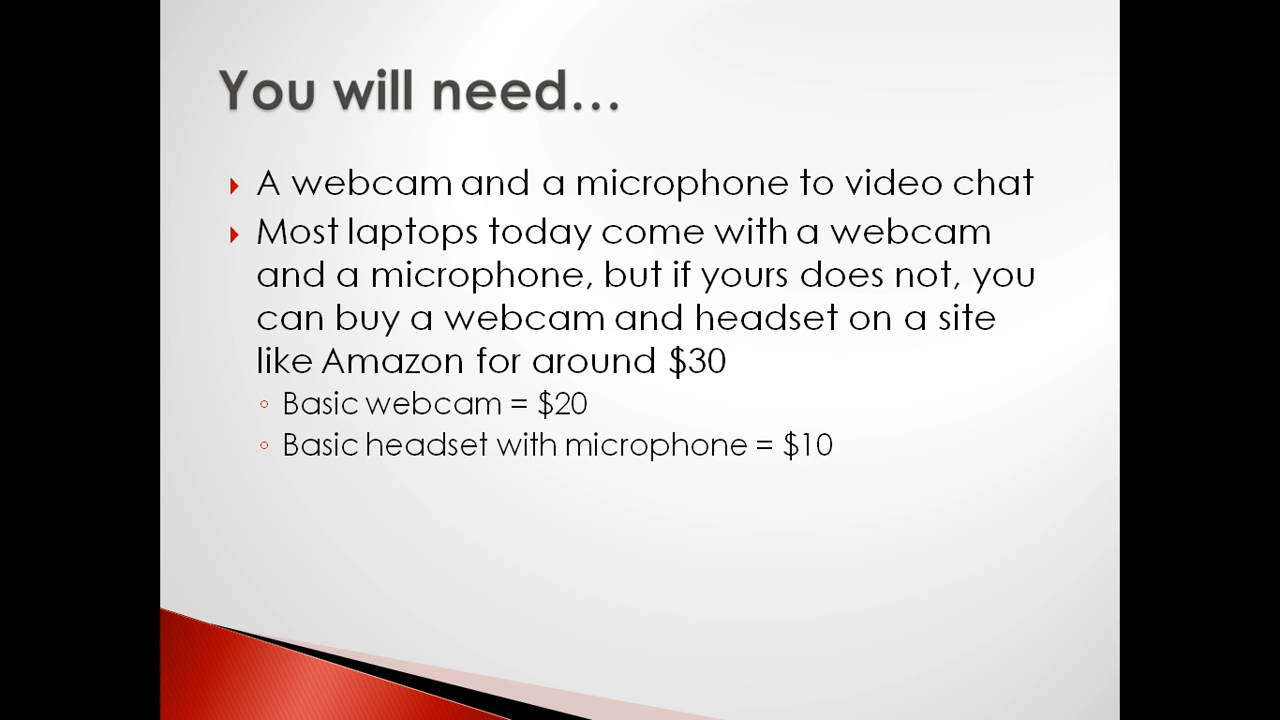 You will need…
A webcam and a microphone to video chat
Most laptops today come with a webcam
and a microphone, but if yours does not, you
can buy a webcam and headset on a site
like Amazon for around $30
Basic webcam = $20
Basic headset with microphone = $10